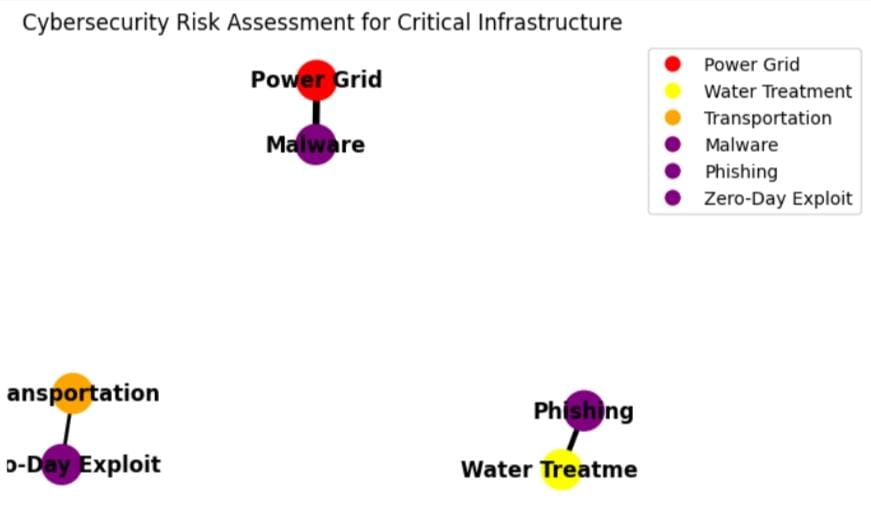 Cybersecurity Risk Assessment for Critical Infrastructure
Power Grid
Malware
Power Grid
Water Treatment
Transportation
Malware
Phishing
Zero-Day Exploit
ansportation
o-Day Exploit
Phishing
Water Treatme